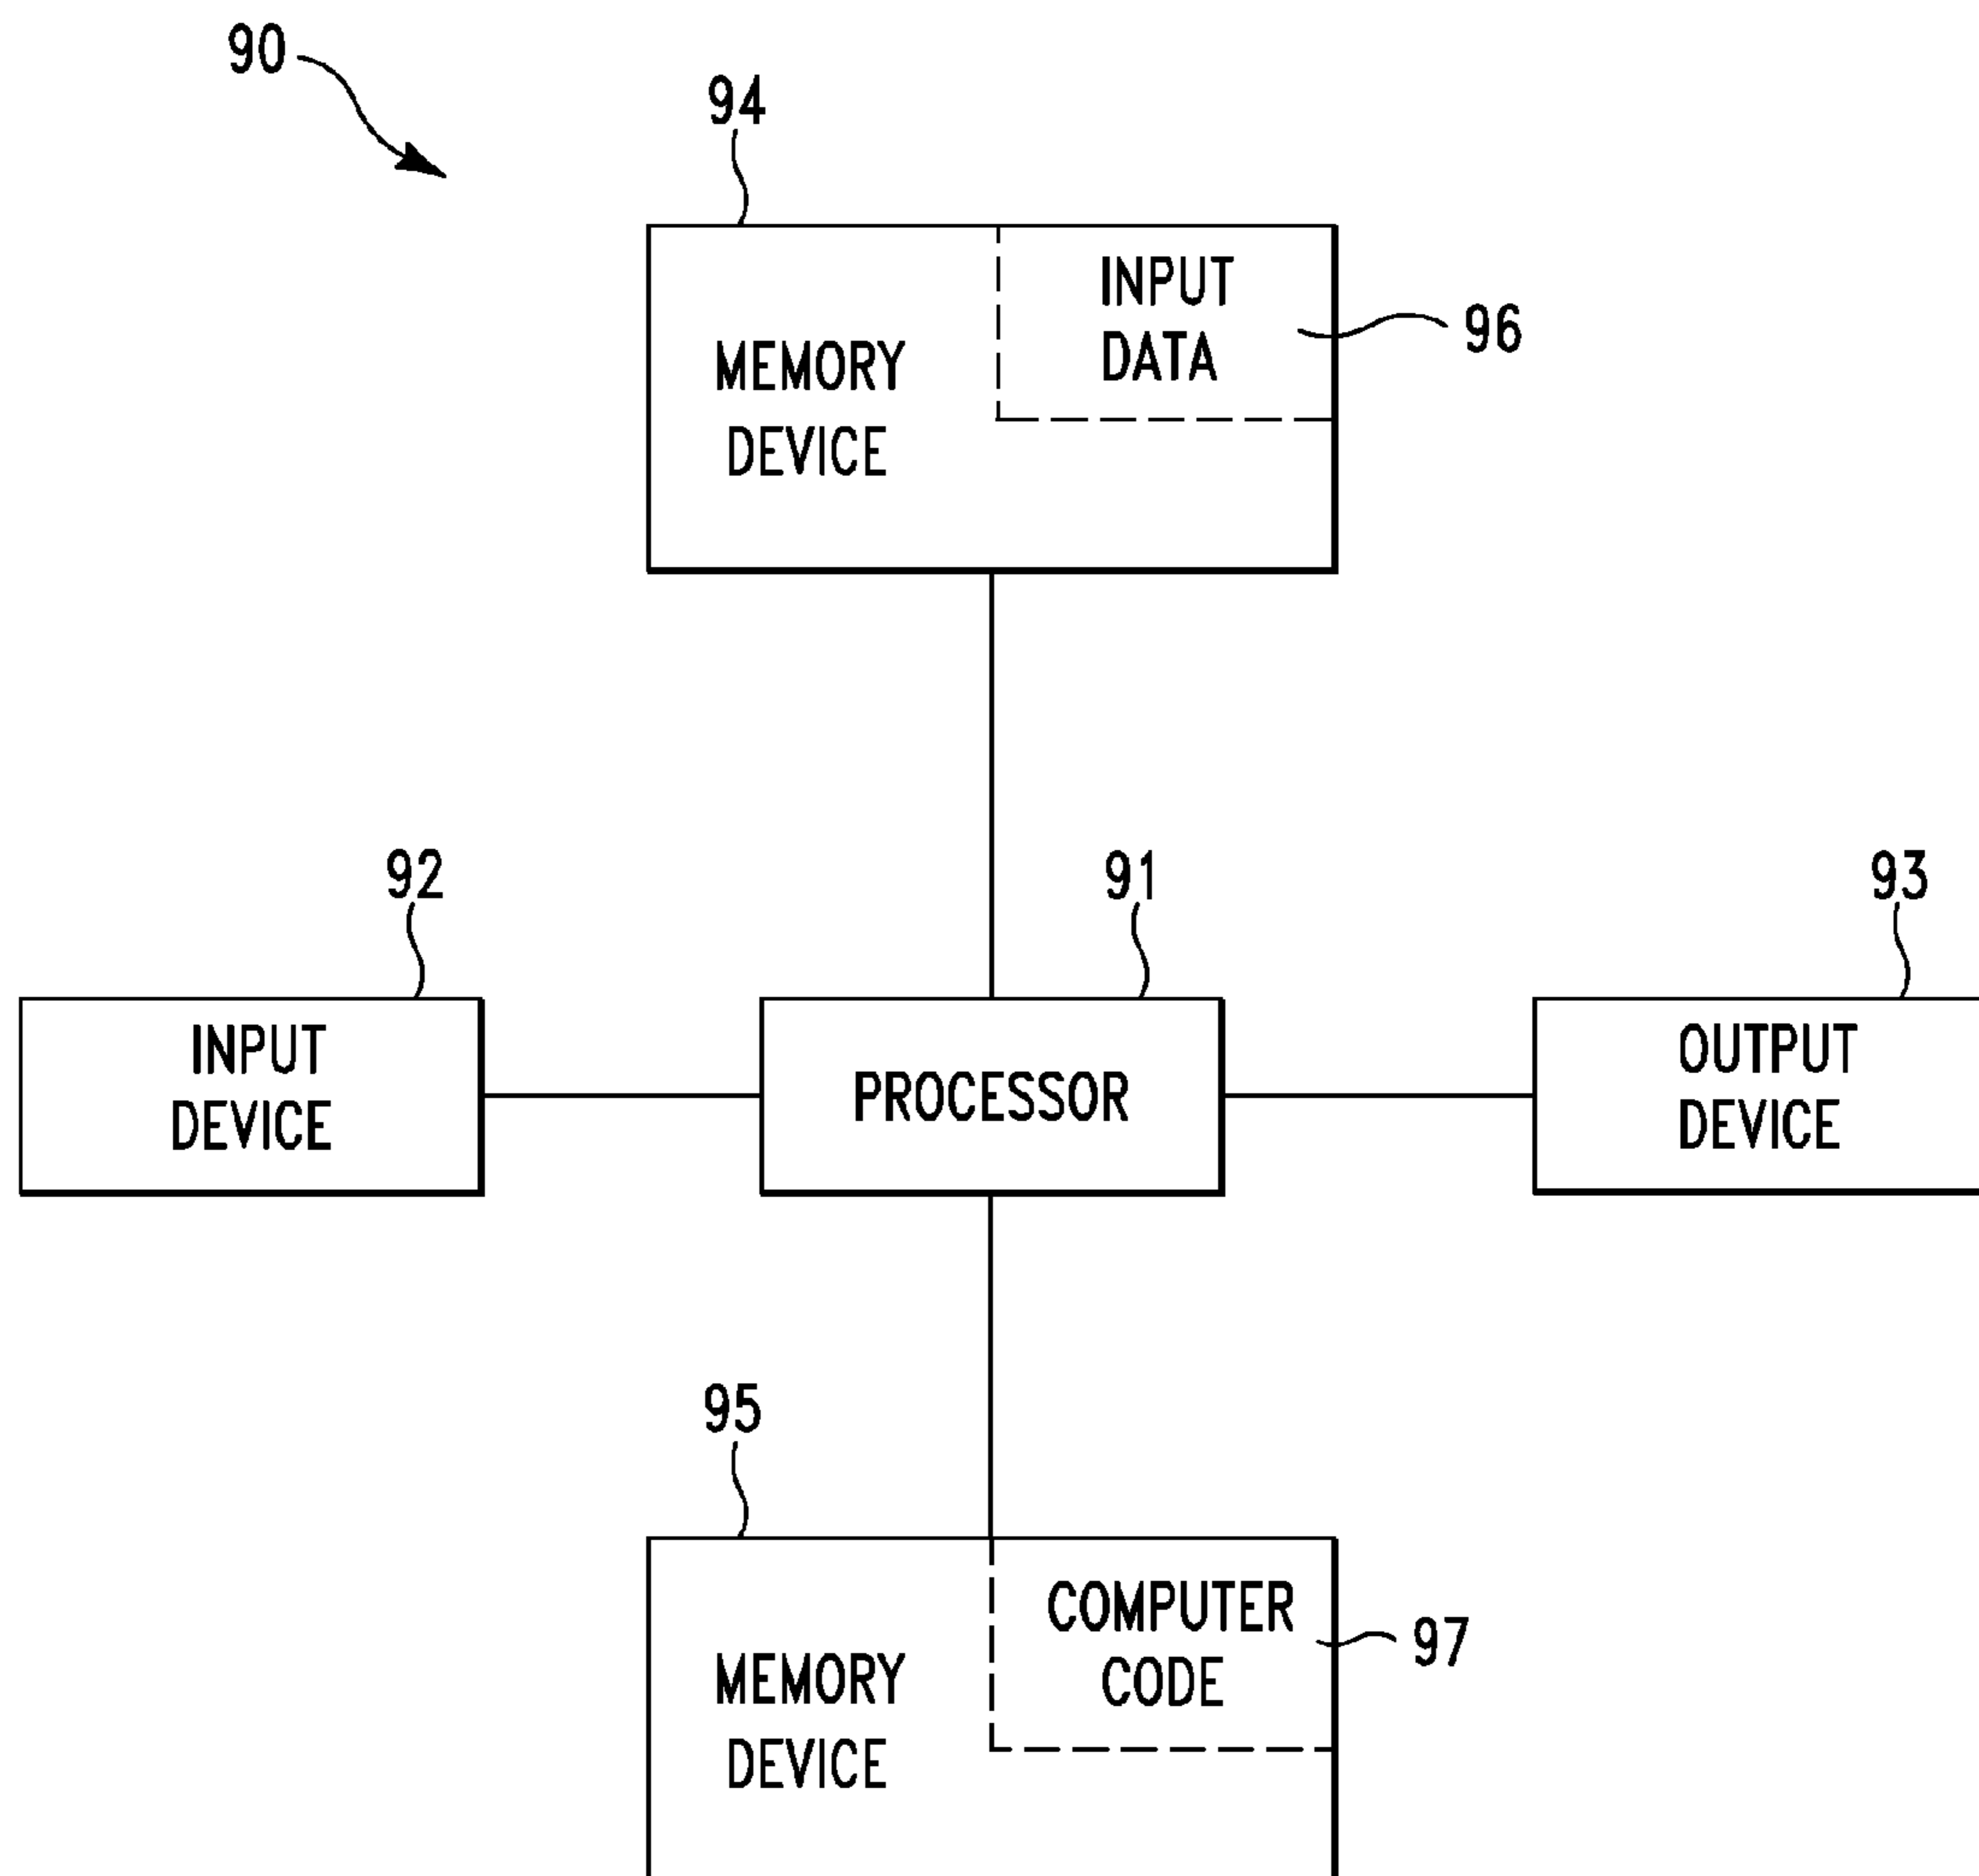 90
94
INPUT
DATA
96
MEMORY
DEVICE
92
91
93
INPUT
DEVICE
PROCESSOR
OUTPUT
DEVICE
95
COMPUTER
CODE
97
MEMORY
DEVICE